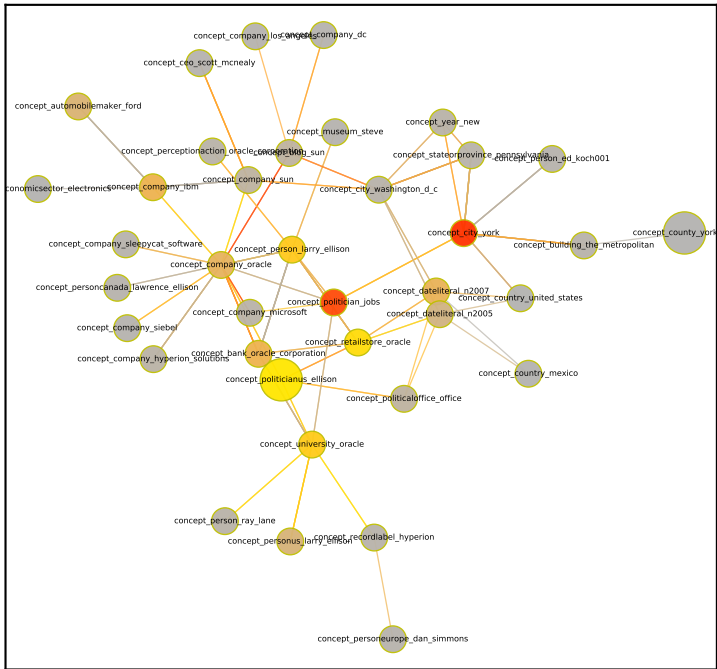 concept_company_los_angeles
concept_company_dc
concept_ceo_scott_mcnealy
concept_automobilemaker_ford
concept_year_new
concept_museum_steve
concept_perceptionaction_oracle_corporation
concept_blog_sun
concept_stateorprovince_pennsylvania
concept_person_ed_koch001
conomicsector_electronics
concept_company_ibm
concept_company_sun
concept_city_washington_d_c
concept_city_york
concept_county_york
concept_company_sleepycat_software
concept_person_larry_ellison
concept_building_the_metropolitan
concept_company_oracle
concept_personcanada_lawrence_ellison
concept_politician_jobs
concept_dateliteral_n2007
concept_country_united_states
concept_company_microsoft
concept_dateliteral_n2005
concept_company_siebel
concept_company_hyperion_solutions
concept_bank_oracle_corporation
concept_retailstore_oracle
concept_politicianus_ellison
concept_country_mexico
concept_politicaloffice_office
concept_university_oracle
concept_person_ray_lane
concept_personus_larry_ellison
concept_recordlabel_hyperion
concept_personeurope_dan_simmons